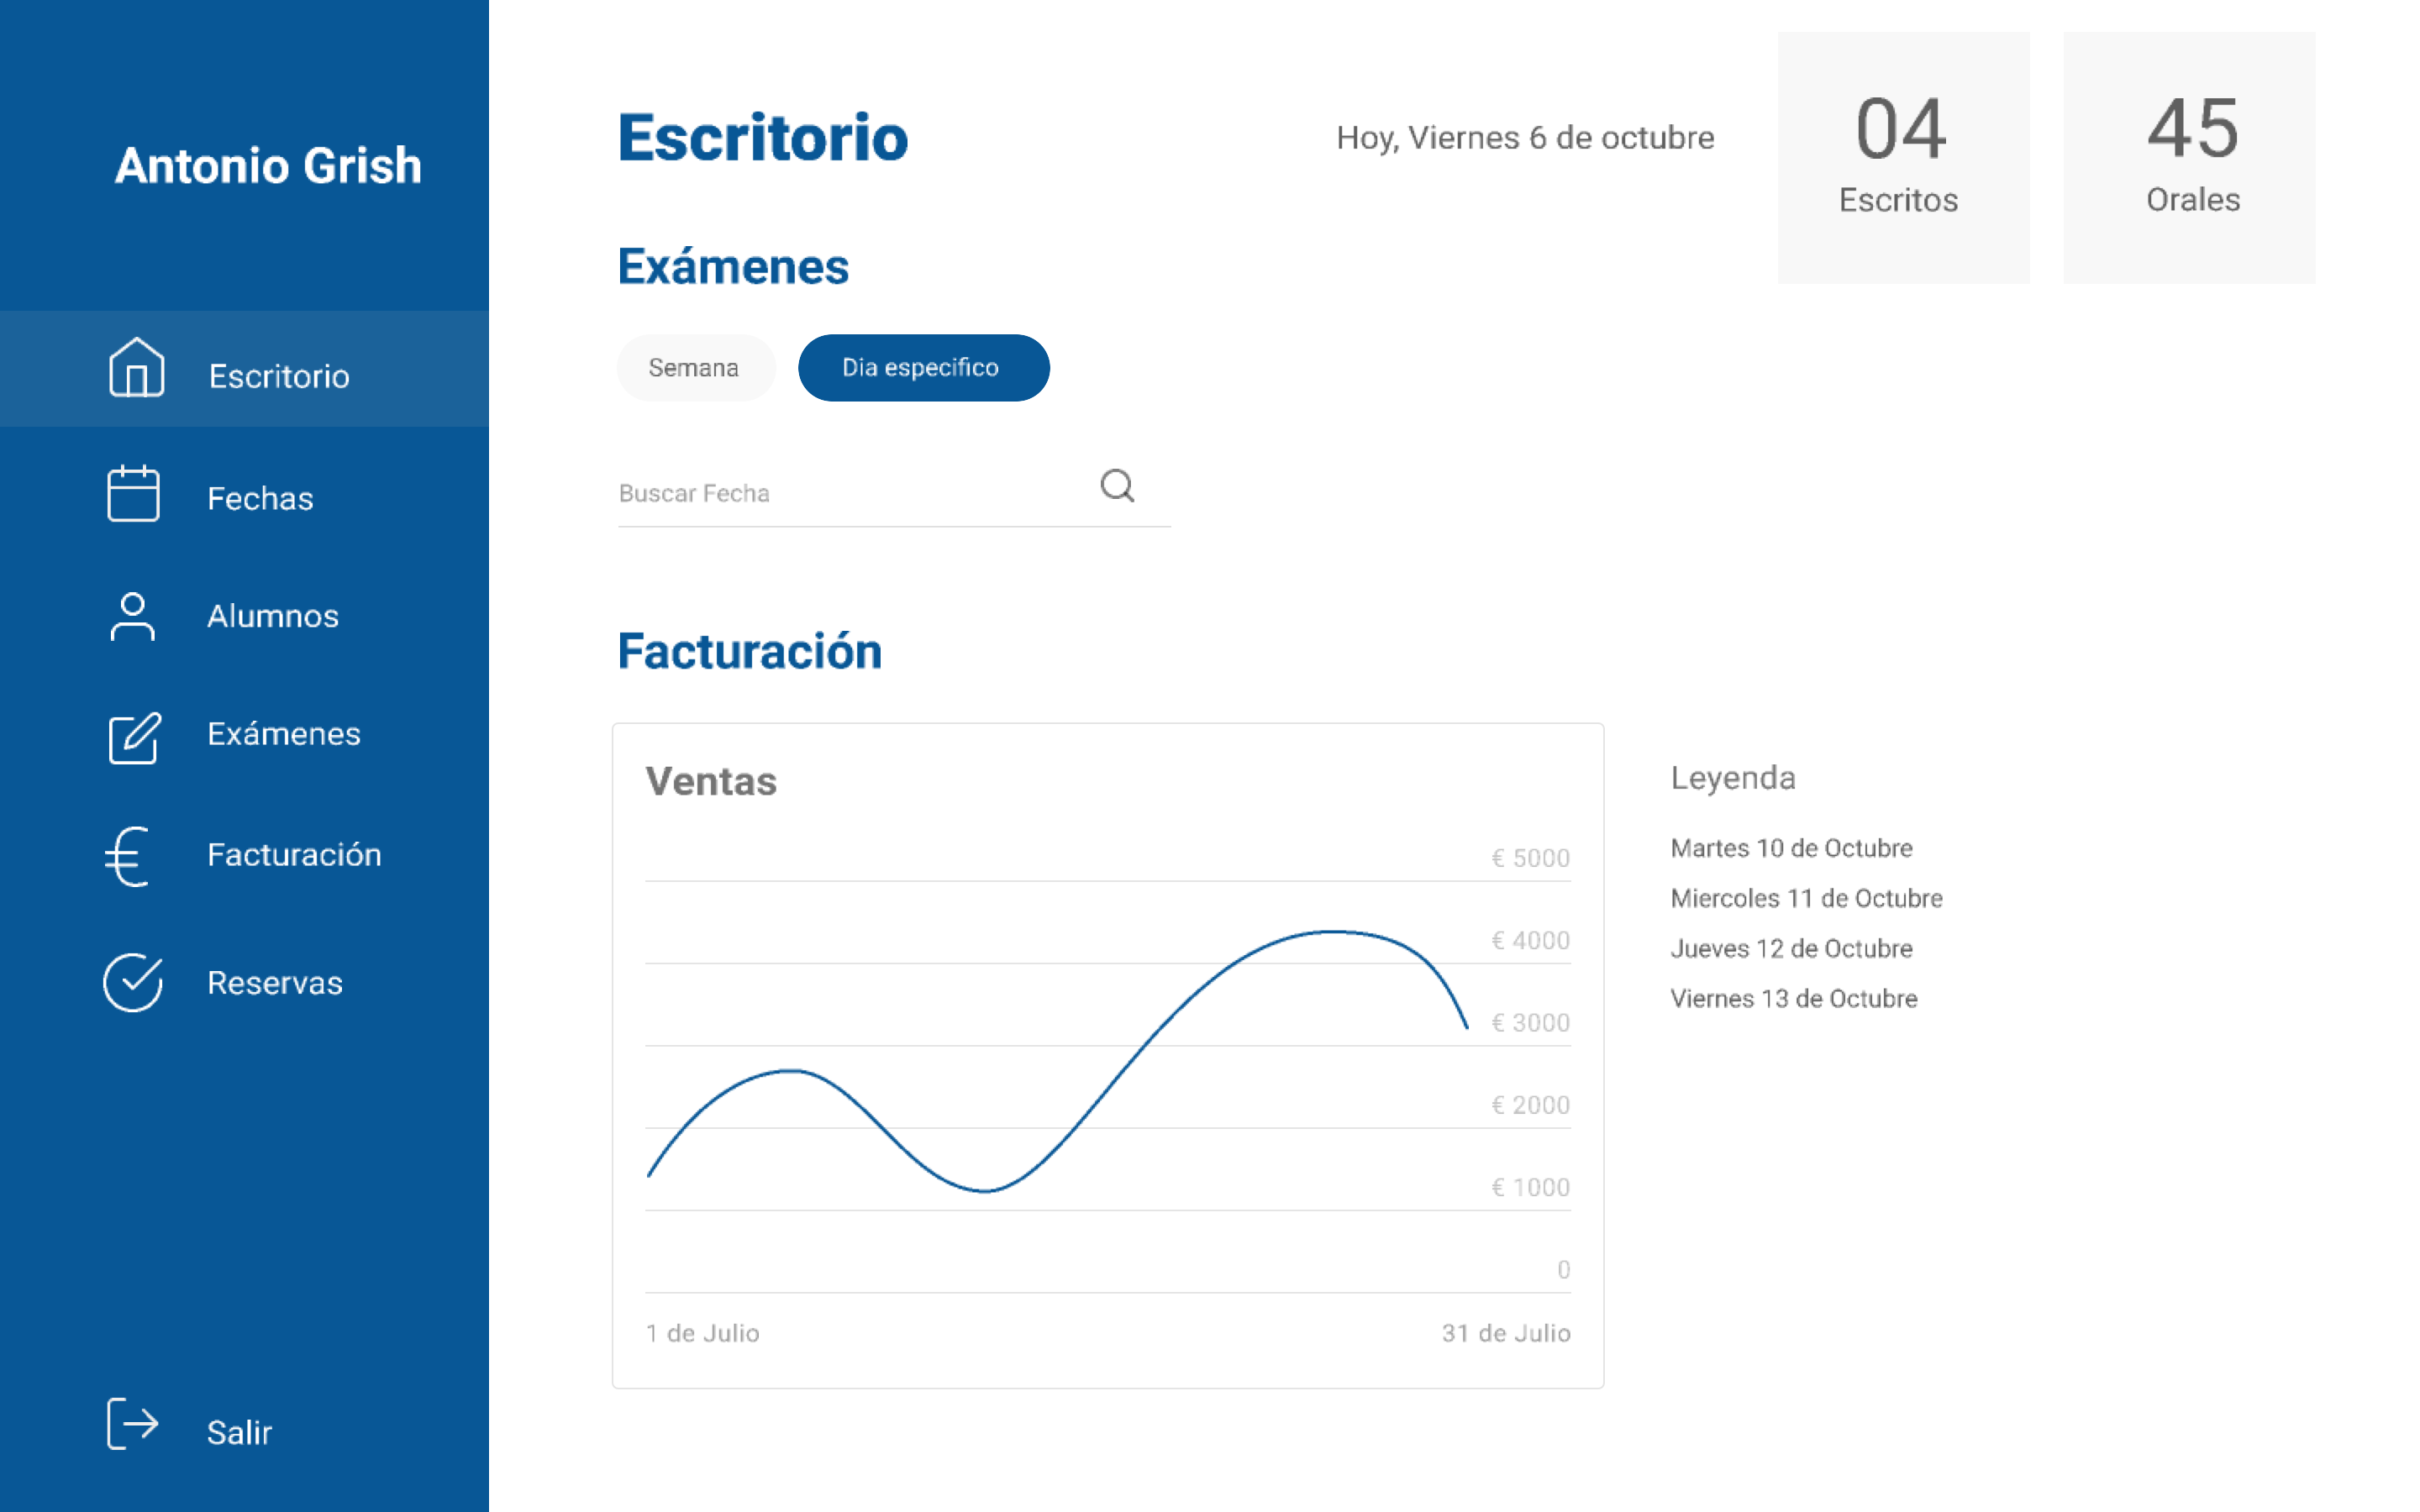 Antonio Grish
Escritorio
Fechas
Alumnos
Exámenes
Facturación
Reservas
Salir
Escritorio
Hoy, Viernes 6 de octubre
04
Escritos
45
Orales
Exámenes
Semana
Dia especifico
Buscar Fecha
Facturación
Ventas
€ 5000
€ 4000
€ 3000
€ 2000
€ 1000
0
1 de Julio
31 de Julio
Leyenda
Martes 10 de Octubre
Miercoles 11 de Octubre
Jueves 12 de Octubre
Viernes 13 de Octubre